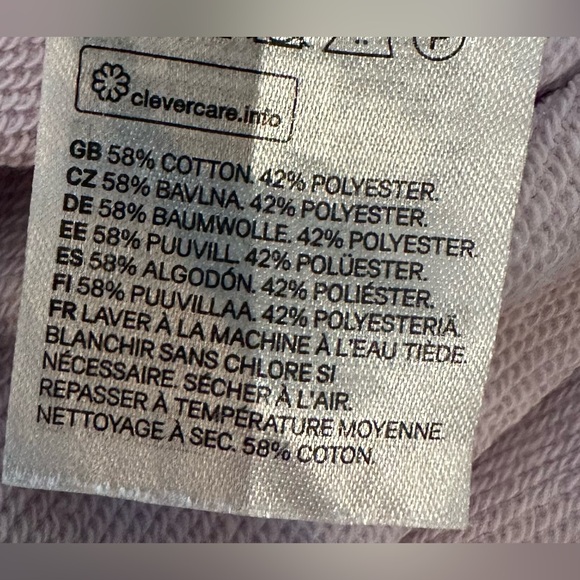 clevercare.info
GB 58% COTTON. 42% POLYESTER.
CZ 58% BAVLNA. 42% POLYESTER.
DE 58% BAUMWOLLE. 42% POLYESTER.
EE 58% PUUVILL. 42% POLÜESTER.
ES 58% ALGODÓN. 42% POLIÉSTER.
FI 58% PUUVILLAA. 42% POLYESTERIÄ.
FR LAVER À LA MACHINE À L'EAU TIÈDE.
BLANCHIR SANS CHLORE SI
NÉCESSAIRE. SÉCHER À L'AIR.
REPASSER À TEMPÉRATURE MOYENNE.
NETTOYAGE À SEC. 58% COTON.